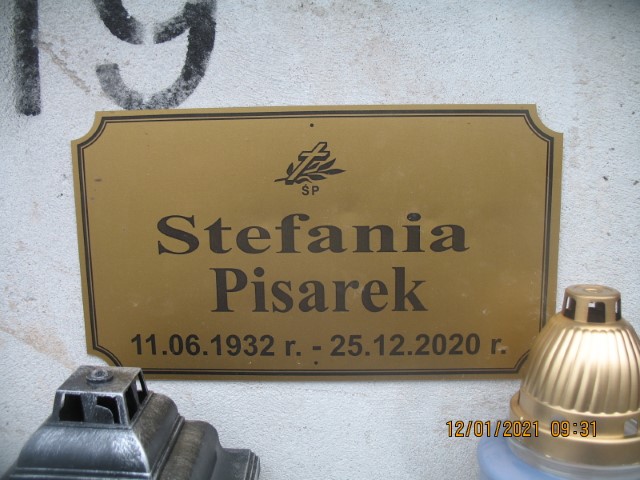 19
ŚP
Stefania
Pisarek
11.06.1932 r. - 25.12.2020 r.
12/01/2021 09:31